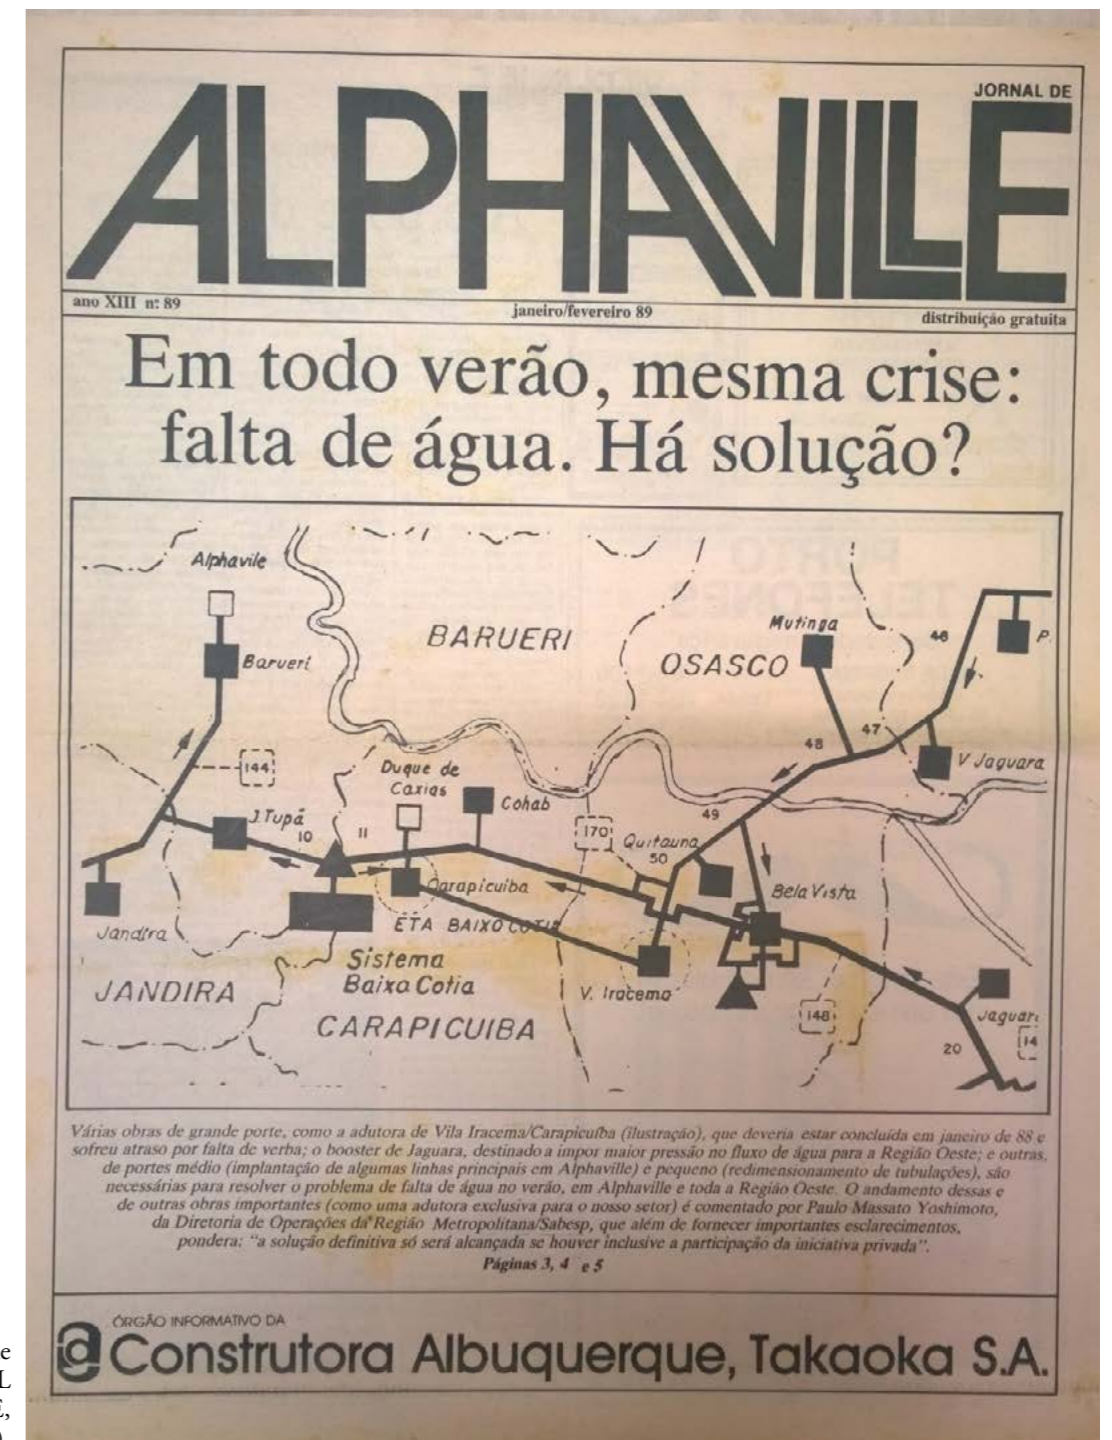 JORNAL DE
ALPHAVILLE
ano XIII nº: 89
janeiro/fevereiro 89
distribuição gratuita
Em todo verão, mesma crise:
falta de água. Há solução?
Alphavile
BARUERI
Mutinga
46
P.
Barueri
OSASCO
47
48
V Jaguara
144
Duque de
Caxias
Cohab
J.Tupá
10
11
49
170
Quitauna
50
Carapicuiba
Bela Vista
Jandira
ETA BAIXO COTIA
Sistema
Baixo Cotia
JANDIRA
V. Iracema
CARAPICUIBA
148
Jaguar
14
20
Várias obras de grande porte, como a adutora de Vila Iracema/Carapicuíba (ilustração), que deveria estar concluída em janeiro de 88 e
sofreu atraso por falta de verba; o booster de Jaguara, destinado a impor maior pressão no fluxo de água para a Região Oeste; e outras,
de portes médio (implantação de algumas linhas principais em Alphaville) e pequeno (redimensionamento de tubulações), são
necessárias para resolver o problema de falta de água no verão, em Alphaville e toda a Região Oeste. O andamento dessas e
de outras obras importantes (como uma adutora exclusiva para o nosso setor) é comentado por Paulo Massato Yoshimoto,
da Diretoria de Operações da Região Metropolitana/Sabesp, que além de fornecer importantes esclarecimentos,
pondera: "a solução definitiva só será alcançada se houver inclusive a participação da iniciativa privada".
Páginas 3, 4 e 5
ÓRGÃO INFORMATIVO DA
Construtora Albuquerque, Takaoka S.A.